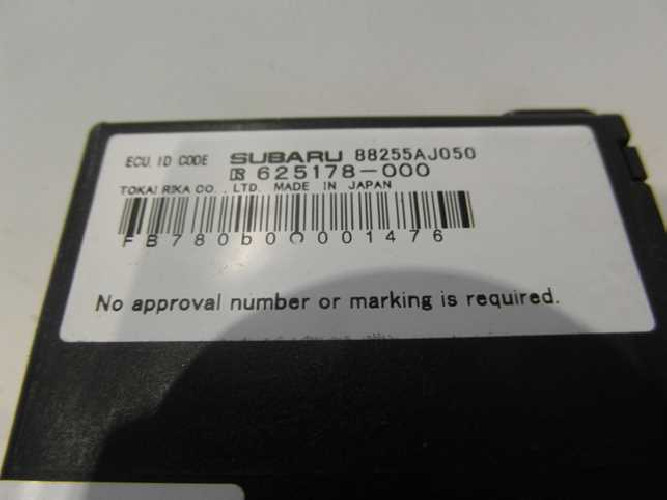 ECU. ID CODE SUBARU 88255AJ050
625178-000
TOKAI RIKA CO., LTD. MADE IN JAPAN
FB780b00001476
No approval number or marking is required.